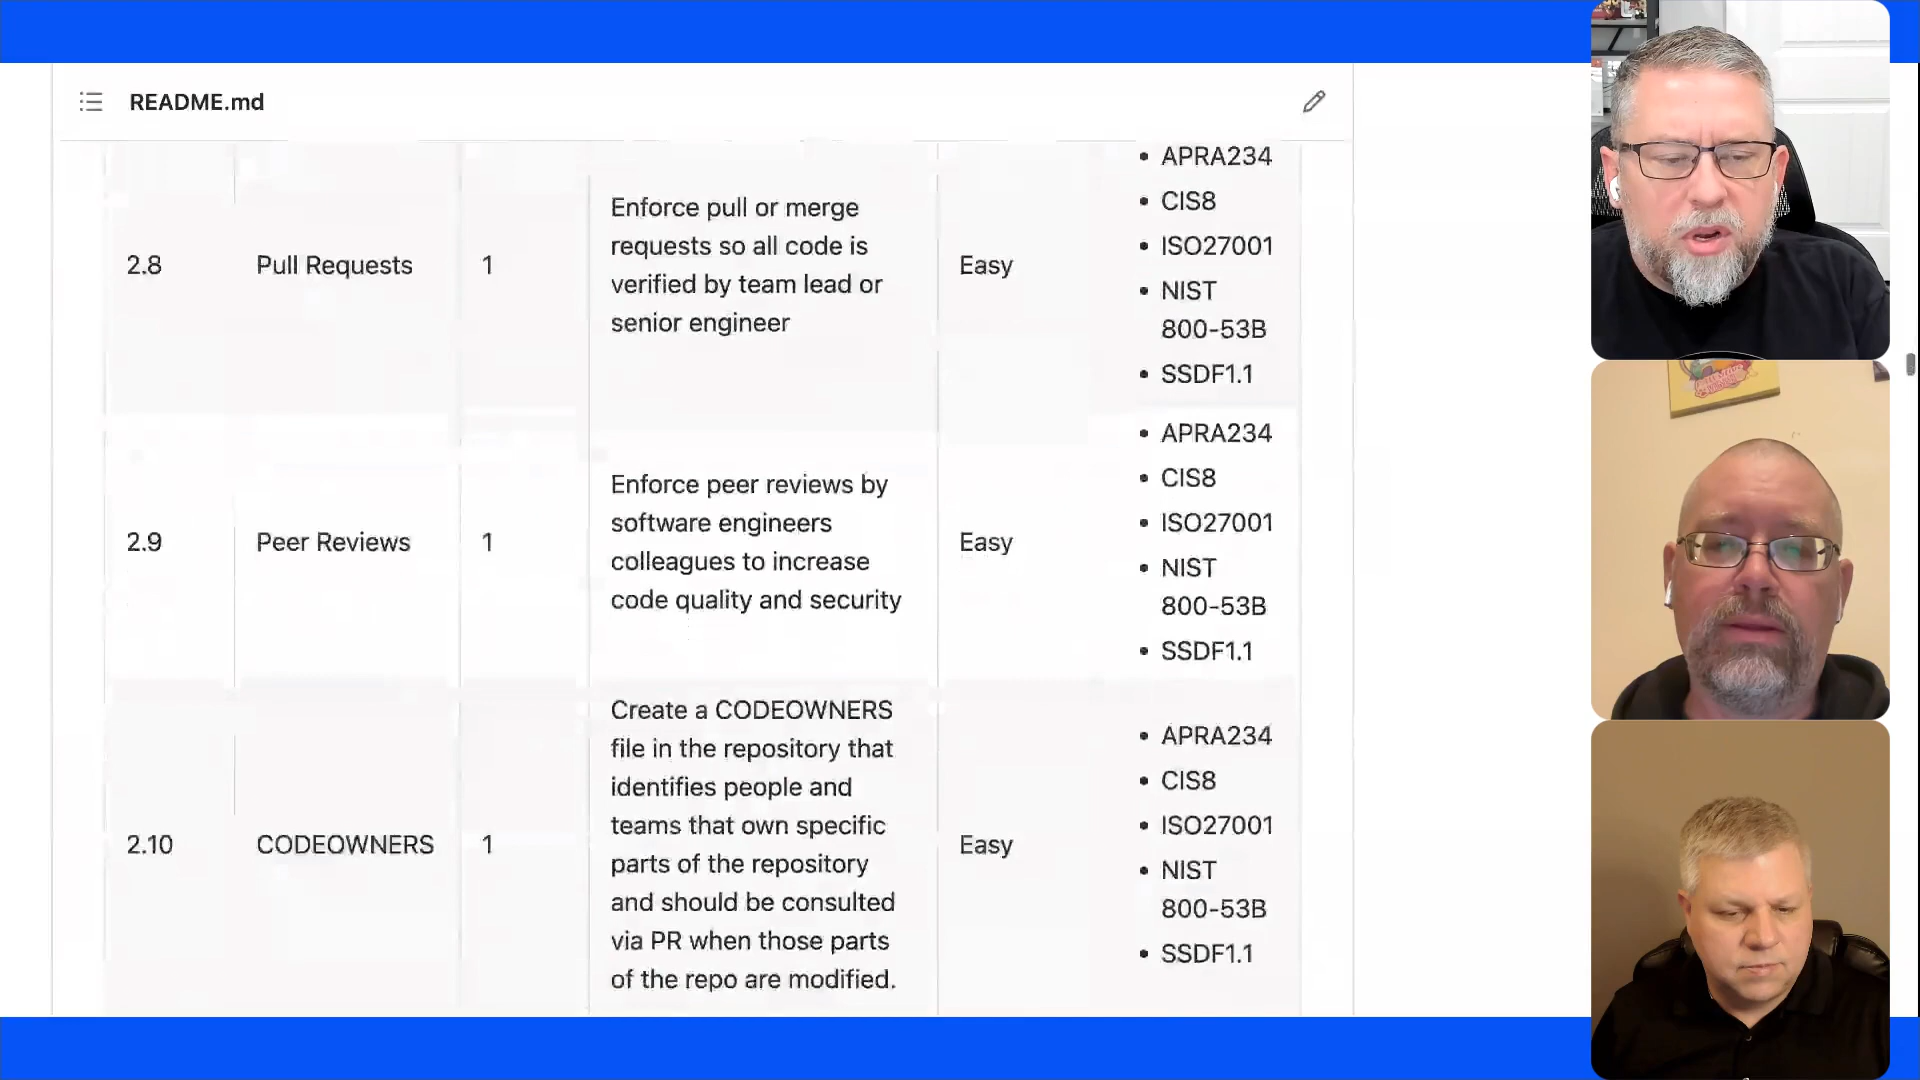 README.md
APRA234
CIS8
ISO27001
NIST
800-53B
SSDF1.1
2.8
Pull Requests
1
Enforce pull or merge
requests so all code is
verified by team lead or
senior engineer
Easy
2.9
Peer Reviews
1
Enforce peer reviews by
software engineers
colleagues to increase
code quality and security
Easy
APRA234
CIS8
ISO27001
NIST
800-53B
SSDF1.1
2.10
CODEOWNERS
1
Create a CODEOWNERS
file in the repository that
identifies people and
teams that own specific
parts of the repository
and should be consulted
via PR when those parts
of the repo are modified.
Easy
APRA234
CIS8
ISO27001
NIST
800-53B
SSDF1.1